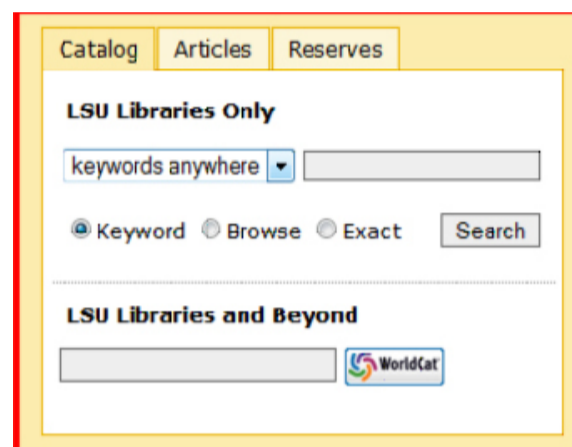 Catalog Articles Reserves
LSU Libraries Only
keywords anywhere
Keyword Browse Exact Search
LSU Libraries and Beyond
WorldCat